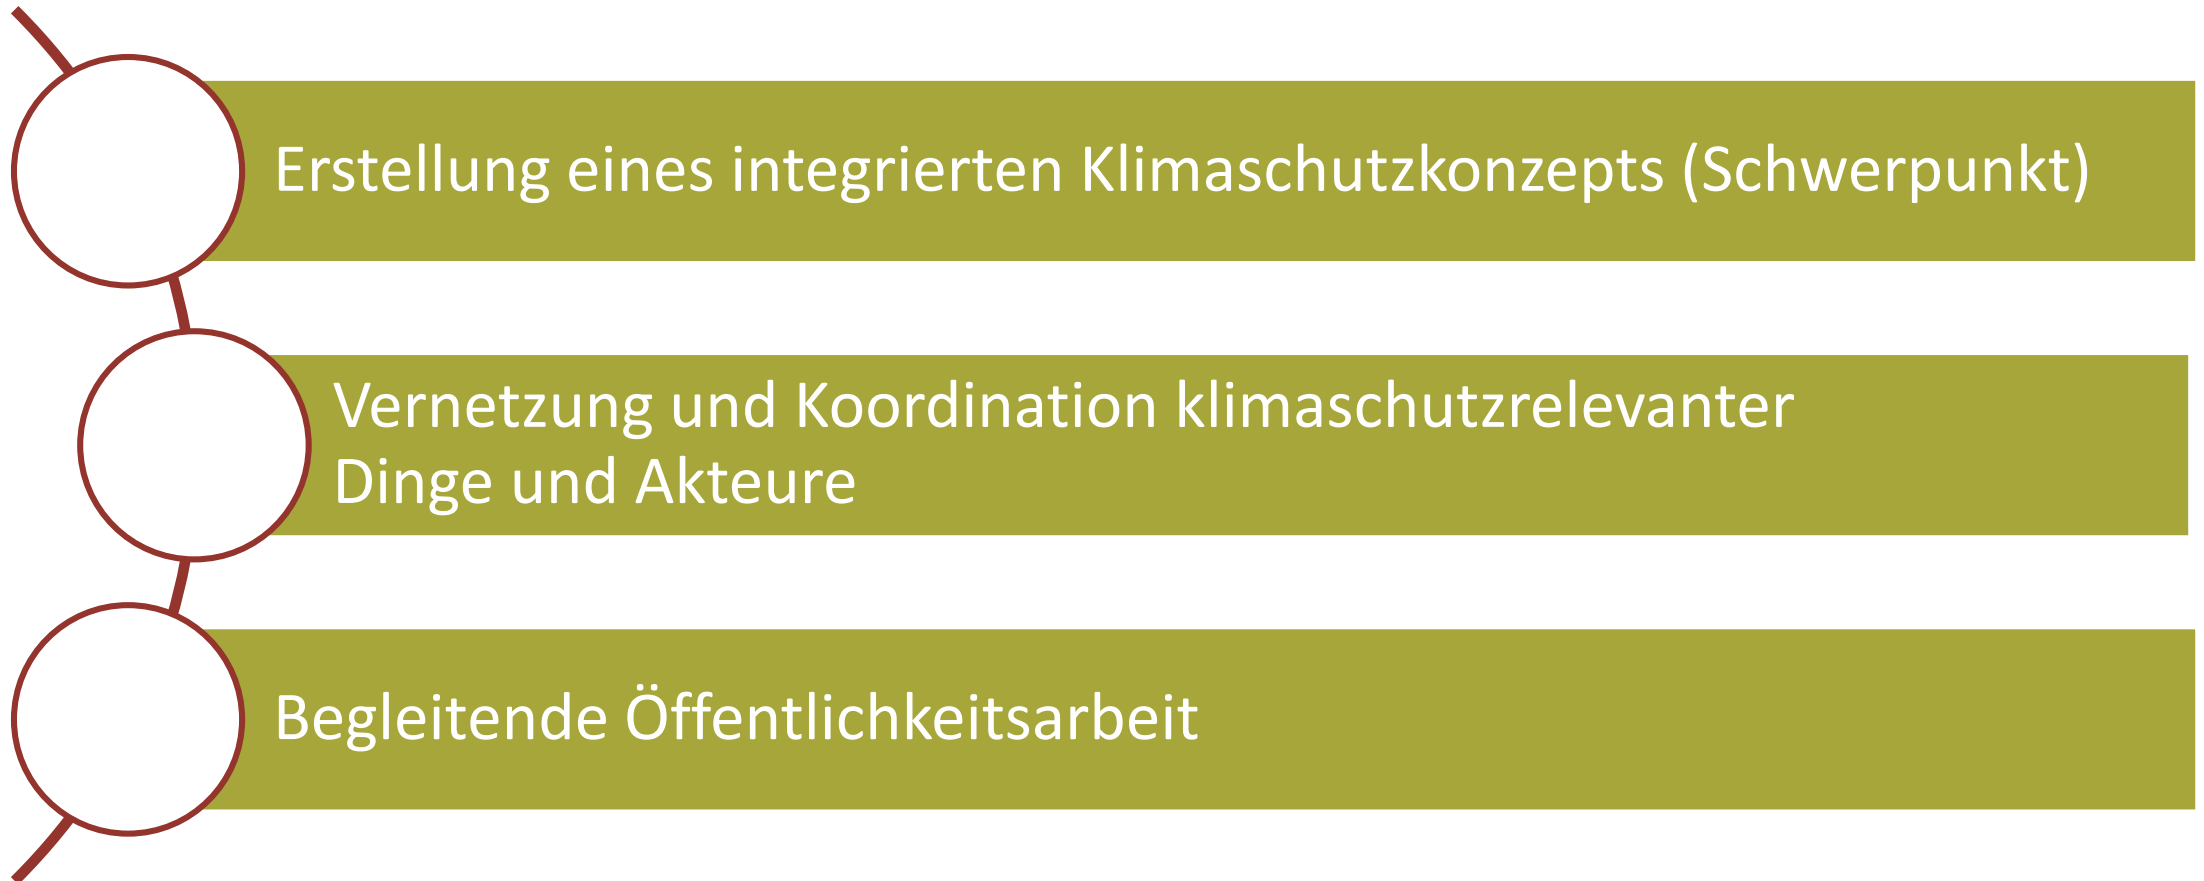 Erstellung eines integrierten Klimaschutzkonzepts (Schwerpunkt)
Vernetzung und Koordination klimaschutzrelevanter
Dinge und Akteure
Begleitende Öffentlichkeitsarbeit